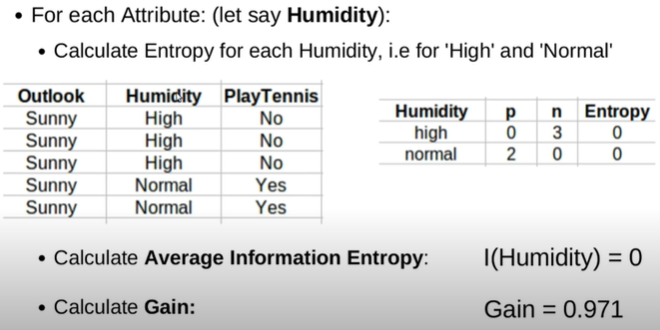 • For each Attribute: (let say Humidity):
• Calculate Entropy for each Humidity, i.e for 'High' and 'Normal'
Outlook Humidity PlayTennis
Sunny High No
Sunny High No
Sunny High No
Sunny Normal Yes
Sunny Normal Yes
Humidity p n Entropy
high 0 3 0
normal 2 0 0
• Calculate Average Information Entropy: I(Humidity) = 0
• Calculate Gain: Gain = 0.971